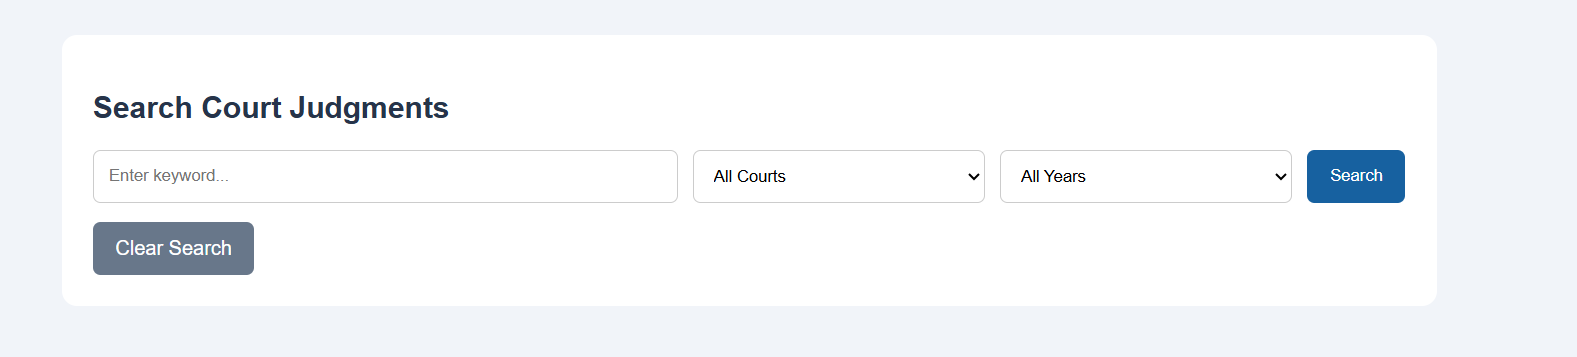 Search Court Judgments
Enter keyword...
All Courts
All Years
Search
Clear Search